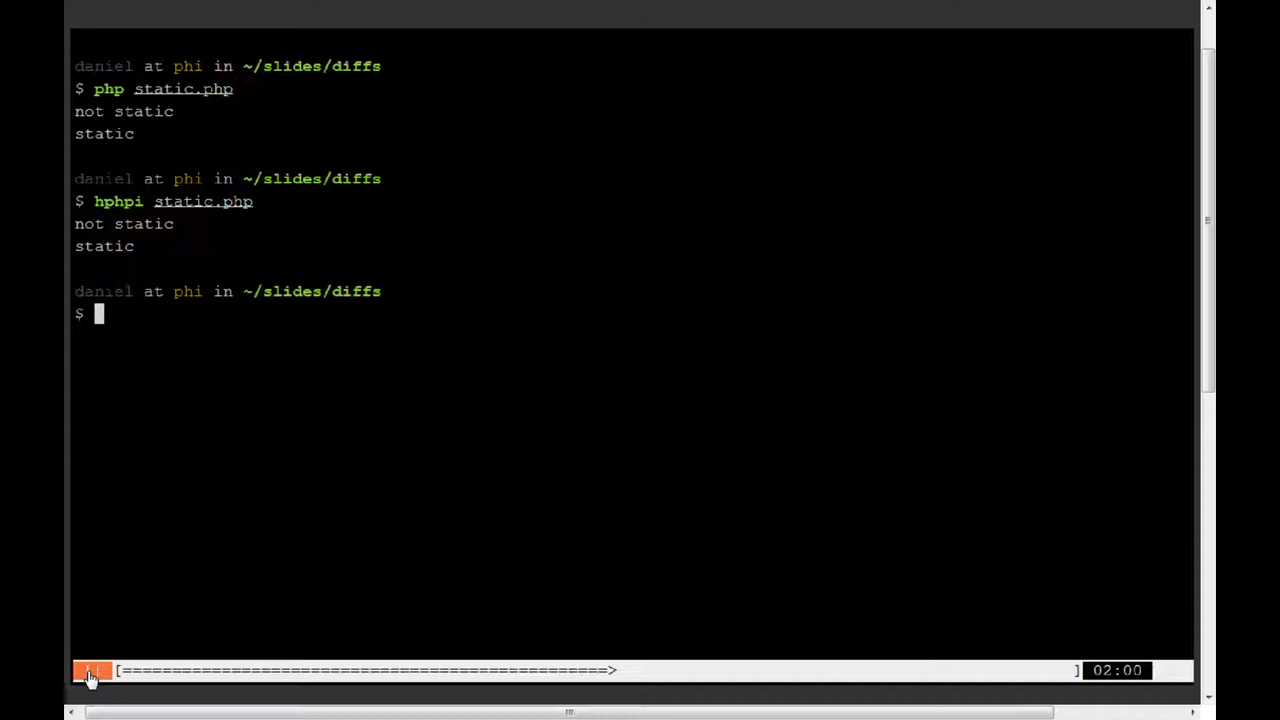 daniel at phi in ~/slides/diffs
$ php static.php
not static
static
daniel at phi in ~/slides/diffs
$ hphpi static.php
not static
static
daniel at phi in ~/slides/diffs
$
[=================================================> ] 02:00